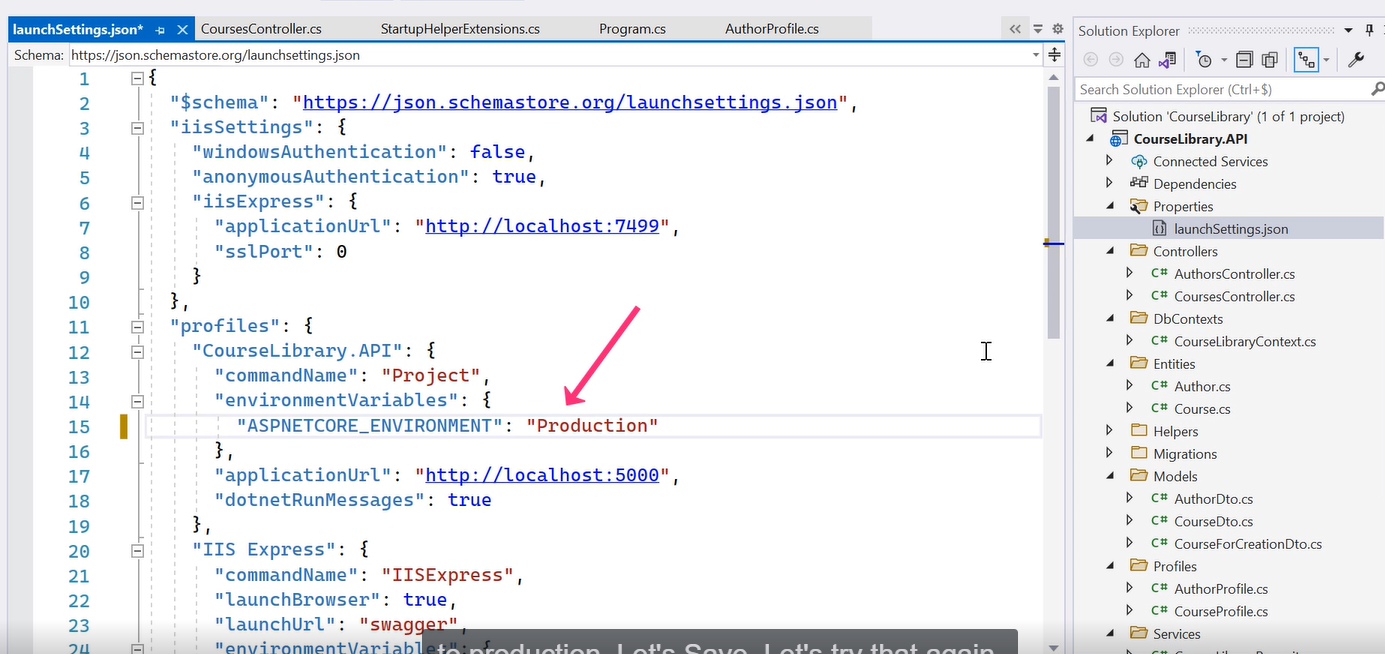 launchSettings.json*
CoursesController.cs
StartupHelperExtensions.cs
Program.cs
AuthorProfile.cs
Schema: https://json.schemastore.org/launchsettings.json
1 {
2 "$schema": "https://json.schemastore.org/launchsettings.json",
3 "iisSettings": {
4 "windowsAuthentication": false,
5 "anonymousAuthentication": true,
6 "iisExpress": {
7 "applicationUrl": "http://localhost:7499",
8 "sslPort": 0
9 }
10 },
11 "profiles": {
12 "CourseLibrary.API": {
13 "commandName": "Project",
14 "environmentVariables": {
15 "ASPNETCORE_ENVIRONMENT": "Production"
16 },
17 "applicationUrl": "http://localhost:5000",
18 "dotnetRunMessages": true
19 },
20 "IIS Express": {
21 "commandName": "IISExpress",
22 "launchBrowser": true,
23 "launchUrl": "swagger",
24 "environmentVariables": {
to production. Let's Save. Let's try that again
Solution Explorer
Search Solution Explorer (Ctrl+$)
Solution 'CourseLibrary' (1 of 1 project)
CourseLibrary.API
Connected Services
Dependencies
Properties
launchSettings.json
Controllers
C# AuthorsController.cs
C# CoursesController.cs
DbContexts
C# CourseLibraryContext.cs
Entities
C# Author.cs
C# Course.cs
Helpers
Migrations
Models
C# AuthorDto.cs
C# CourseDto.cs
C# CourseForCreationDto.cs
Profiles
C# AuthorProfile.cs
C# CourseProfile.cs
Services